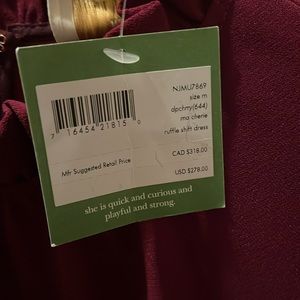 NJMU7869
size m
dpchrry(644)
ma cherie
ruffle shift dress
7 16454 21815 0
Mfr Suggested Retail Price
CAD $318.00
USD $278.00
she is quick and curious and
playful and strong.